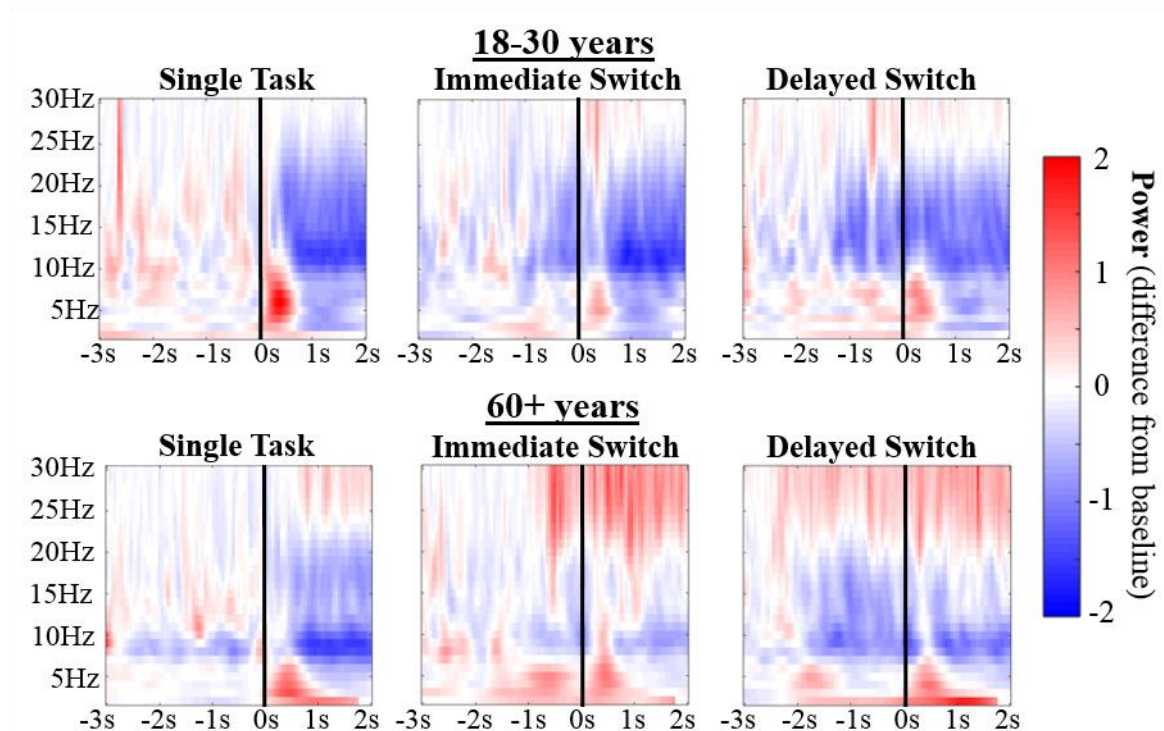 18-30 years
Single Task Immediate Switch Delayed Switch
30Hz
25Hz
20Hz
15Hz
10Hz
5Hz
-3s -2s -1s 0s 1s 2s -3s -2s -1s 0s 1s 2s -3s -2s -1s 0s 1s 2s
60+ years
Single Task Immediate Switch Delayed Switch
30Hz
25Hz
20Hz
15Hz
10Hz
5Hz
-3s -2s -1s 0s 1s 2s -3s -2s -1s 0s 1s 2s -3s -2s -1s 0s 1s 2s
2
1
0
-1
-2
Power (difference from baseline)